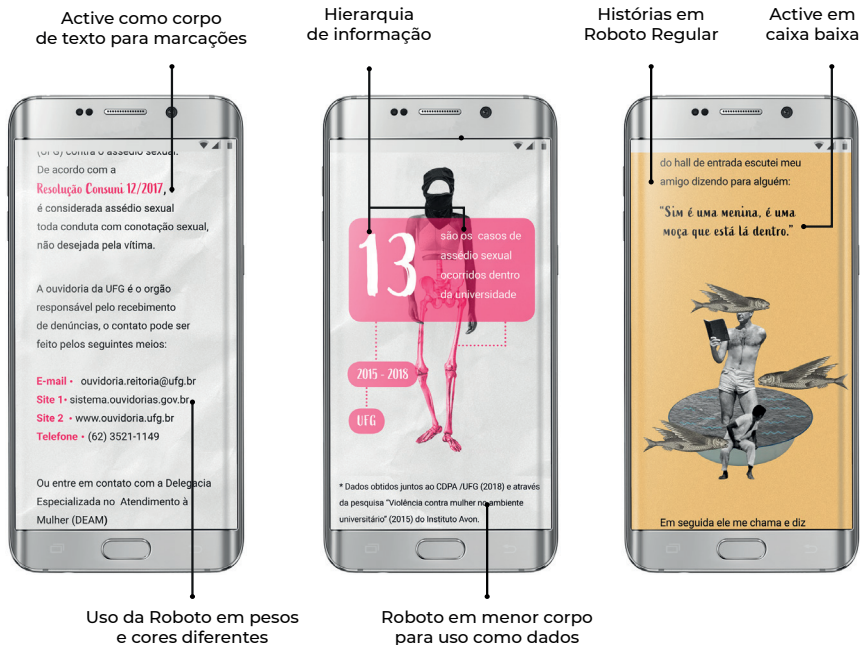 Active como corpo
de texto para marcações
Hierarquia
de informação
Histórias em
Roboto Regular
Active em
caixa baixa
(UFG) contra o assédio sexual.
De acordo com a
Resolução Consuni 12/2017,
é considerada assédio sexual
toda conduta com conotação sexual,
não desejada pela vítima.
A ouvidoria da UFG é o orgão
responsável pelo recebimento
de denúncias, o contato pode ser
feito pelos seguintes meios:
E-mail • ouvidoria.reitoria@ufg.br
Site 1 • sistema.ouvidorias.gov.br
Site 2 • www.ouvidoria.ufg.br
Telefone • (62) 3521-1149
Ou entre em contato com a Delegacia
Especializada no Atendimento à
Mulher (DEAM)
13
são os casos de
assédio sexual
ocorridos dentro
da universidade
2015 - 2018
UFG
* Dados obtidos juntos ao CDPA /UFG (2018) e através
da pesquisa “Violência contra mulher no ambiente
universitário” (2015) do Instituto Avon.
do hall de entrada escutei meu
amigo dizendo para alguém:
“Sim é uma menina, é uma
moça que está lá dentro.”
Em seguida ele me chama e diz
Uso da Roboto em pesos
e cores diferentes
Roboto em menor corpo
para uso como dados